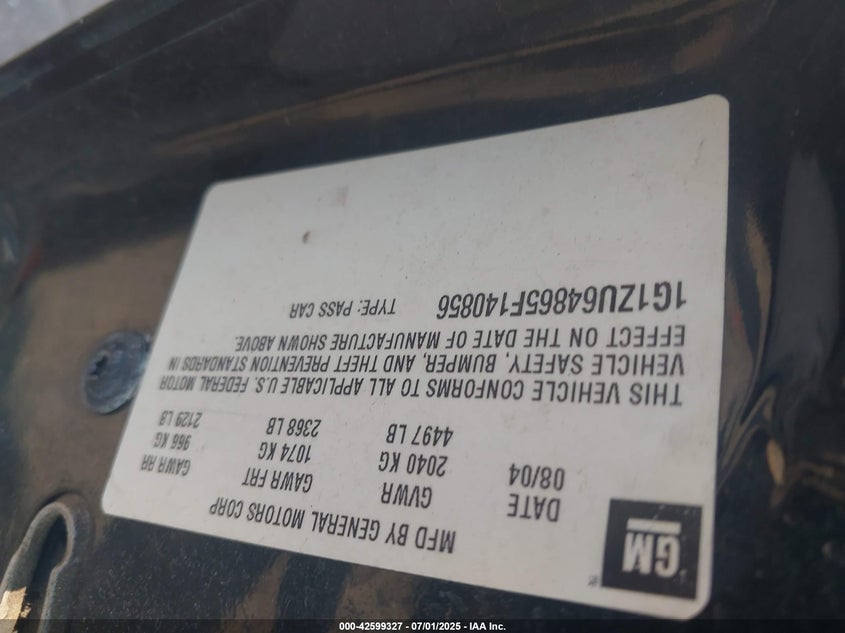 GM
MFD BY GENERAL MOTORS CORP
DATE GVWR GAWR FRT GAWR RR
08/04 2040 KG 1074 KG 966 KG
4497 LB 2368 LB 2129 LB
THIS VEHICLE CONFORMS TO ALL APPLICABLE U.S. FEDERAL MOTOR
VEHICLE SAFETY, BUMPER, AND THEFT PREVENTION STANDARDS IN
EFFECT ON THE DATE OF MANUFACTURE SHOWN ABOVE.
1G1ZU64865F140856 TYPE: PASS CAR
000-42599327 - 07/01/2025 - IAA Inc.